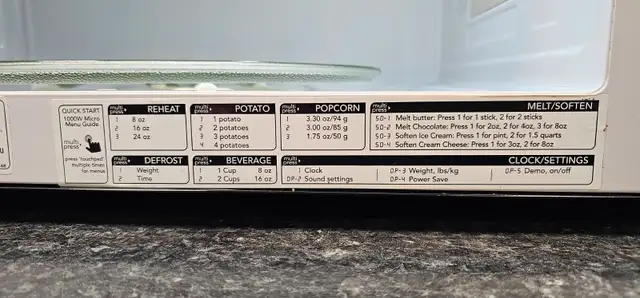 QUICK START
1000W Micro
Menu Guide
multi
press
press "touchpad"
multiple times
for menus
multi press REHEAT
1 8 oz
2 16 oz
3 24 oz
multi press POTATO
1 1 potato
2 2 potatoes
3 3 potatoes
4 4 potatoes
multi press POPCORN
1 3.30 oz/94 g
2 3.00 oz/85 g
3 1.75 oz/50 g
multi press MELT/SOFTEN
SO-1 Melt butter: Press 1 for 1 stick, 2 for 2 sticks
SO-2 Melt Chocolate: Press 1 for 2oz, 2 for 4oz, 3 for 8oz
SO-3 Soften Ice Cream: Press 1 for pint, 2 for 1.5 quarts
SO-4 Soften Cream Cheese: Press 1 for 3oz, 2 for 8oz
multi press DEFROST
1 Weight
2 Time
multi press BEVERAGE
1 1 Cup 8 oz
2 2 Cups 16 oz
CLOCK/SETTINGS
1 Clock
OP-2 Sound settings
OP-3 Weight, lbs/kg
OP-4 Power Save
OP-5 Demo, on/off